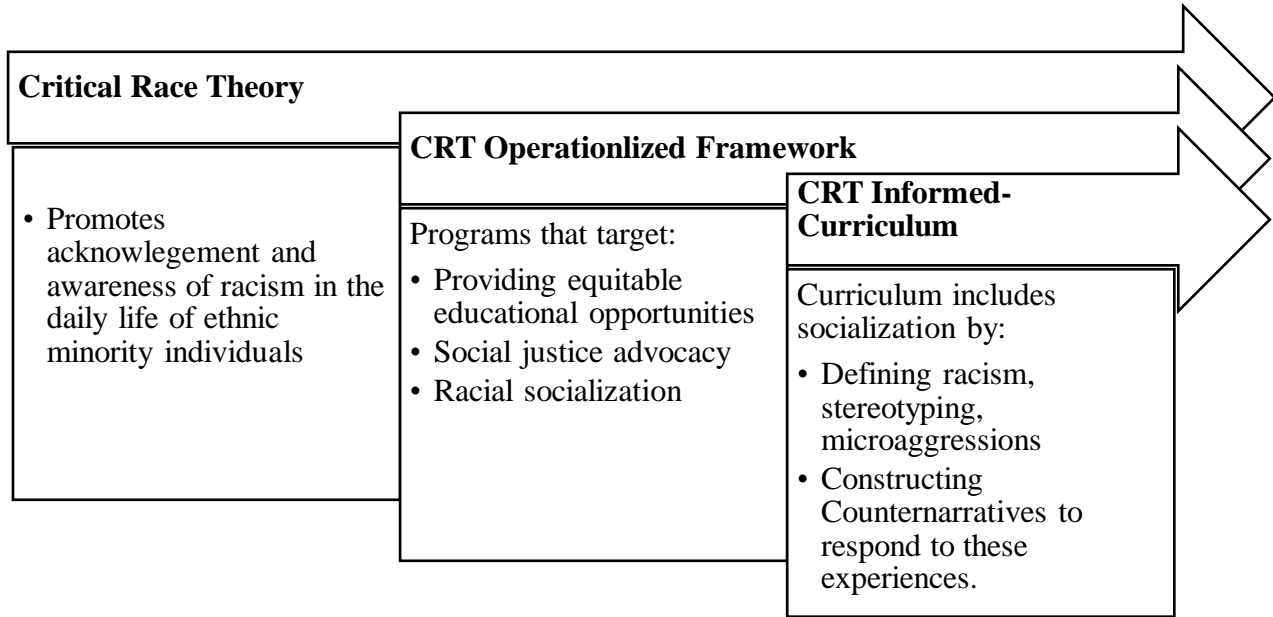 Critical Race Theory
• Promotes
acknowlegement and
awareness of racism in the
daily life of ethnic
minority individuals
CRT Operationlized Framework
Programs that target:
• Providing equitable
educational opportunities
• Social justice advocacy
• Racial socialization
CRT Informed-
Curriculum
Curriculum includes
socialization by:
• Defining racism,
stereotyping,
microaggressions
• Constructing
Counternarratives to
respond to these
experiences.